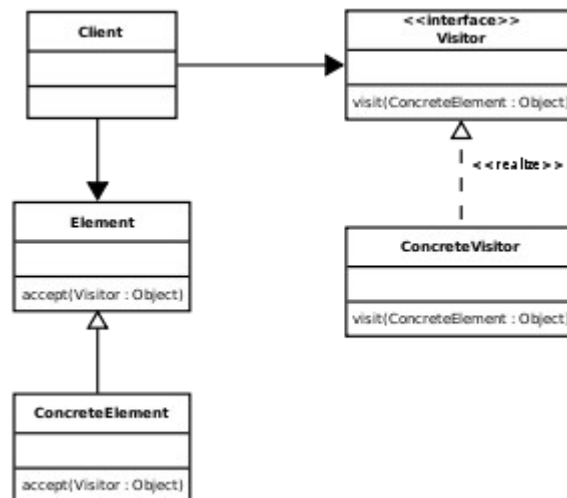 Client
<<interface>>
Visitor
visit(ConcreteElement : Object)
<<realize>>
Element
accept(Visitor : Object)
ConcreteVisitor
visit(ConcreteElement : Object)
ConcreteElement
accept(Visitor : Object)